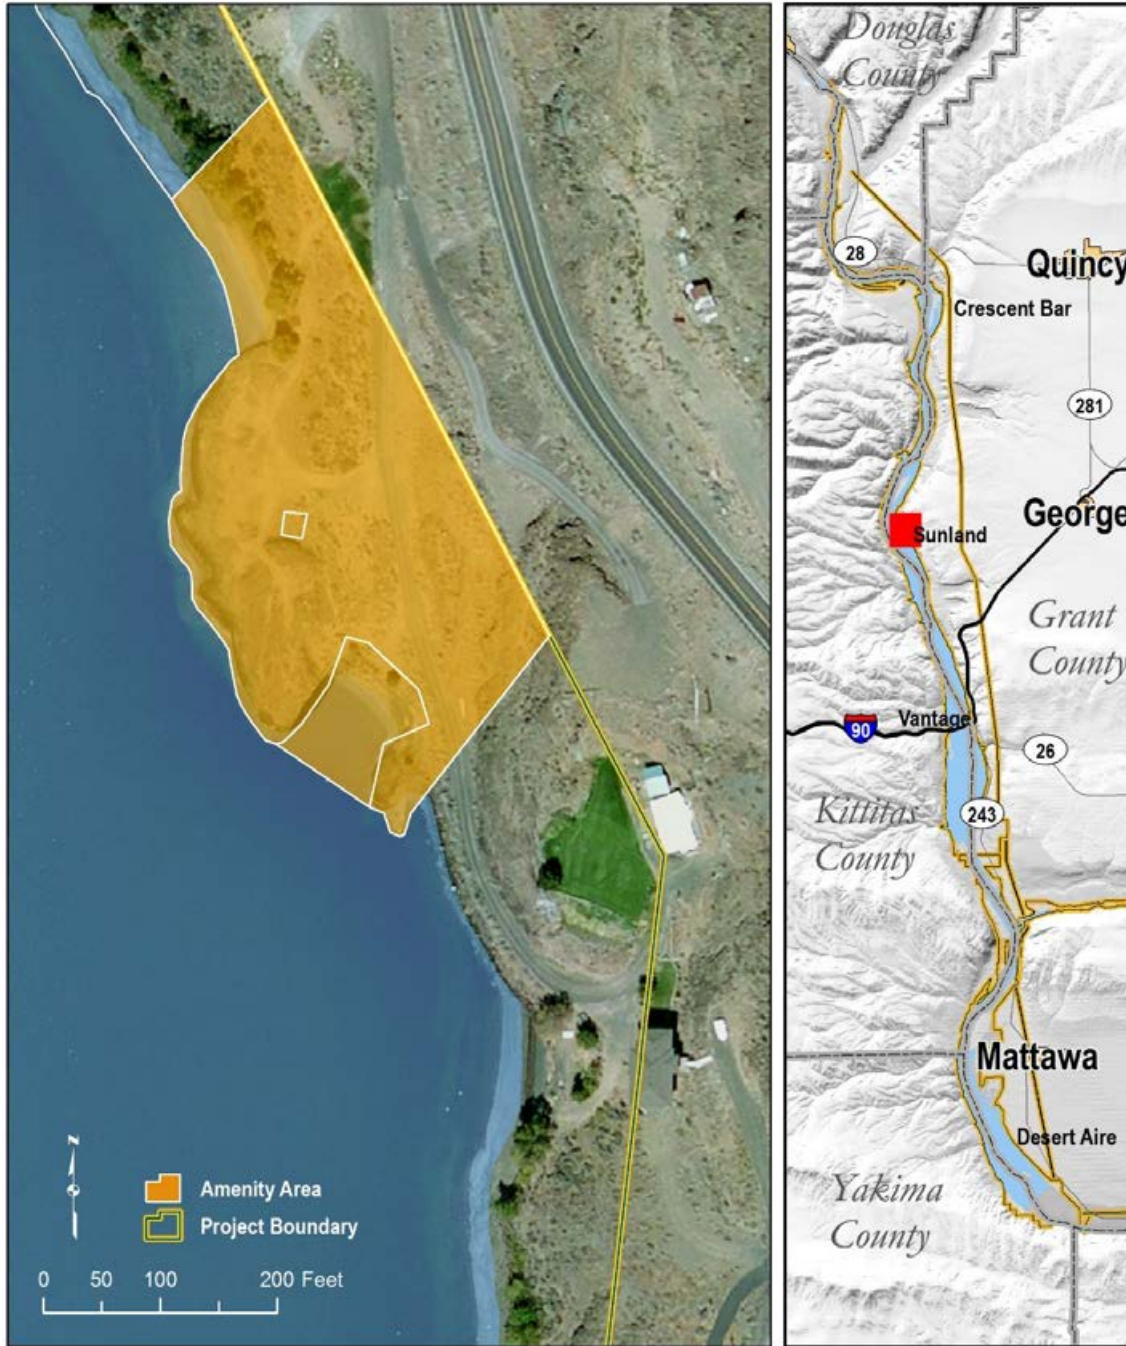 N
Amenity Area
Project Boundary
0 50 100 200 Feet
Douglas
County
28
Quincy
Crescent Bar
281
Sunland
George
Grant
County
Vantage
90
26
Kittitas
County
243
Mattawa
Desert Aire
Yakima
County